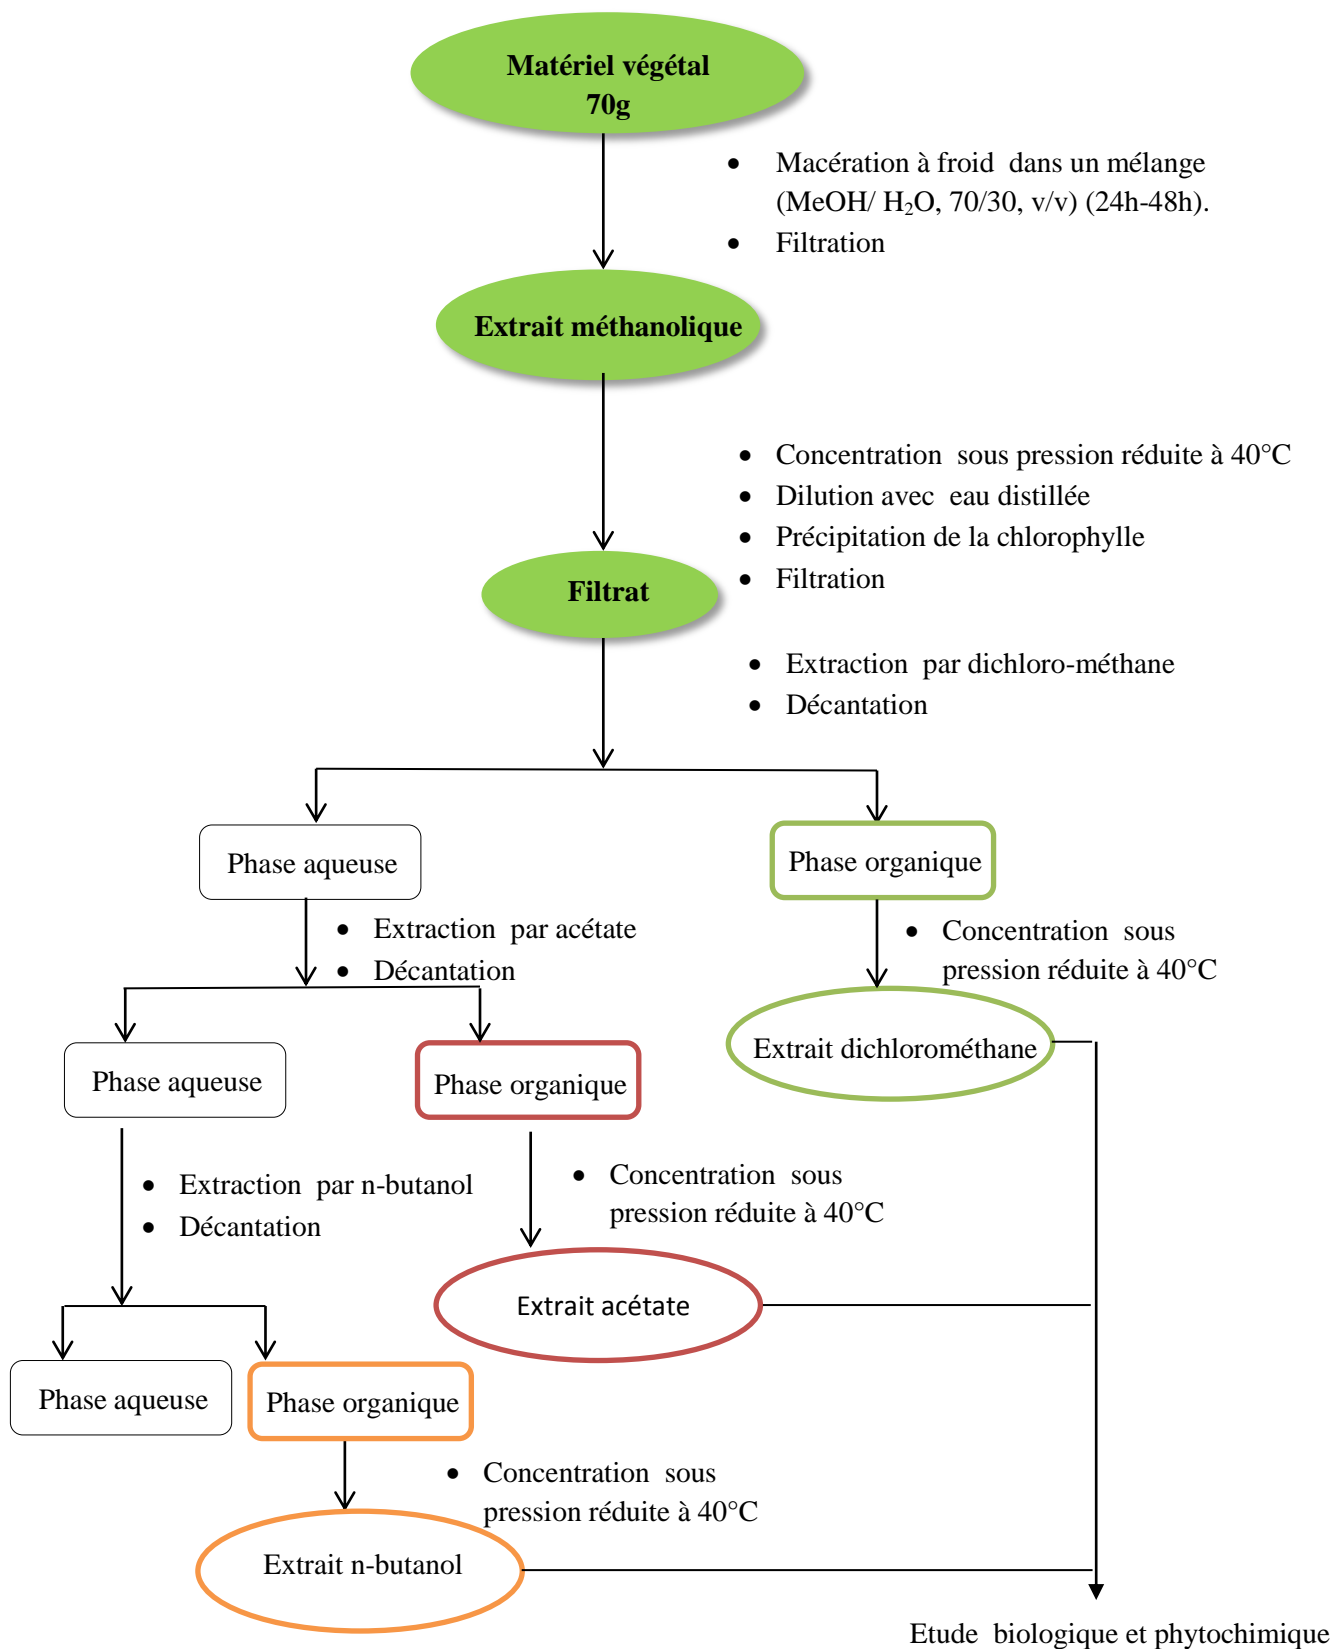 Matériel végétal
70g
• Macération à froid dans un mélange
(MeOH/ H₂O, 70/30, v/v) (24h-48h).
• Filtration
Extrait méthanolique
• Concentration sous pression réduite à 40°C
• Dilution avec eau distillée
• Précipitation de la chlorophylle
• Filtration
Filtrat
• Extraction par dichloro-méthane
• Décantation
Phase aqueuse
Phase organique
• Extraction par acétate
• Décantation
• Concentration sous
pression réduite à 40°C
Phase aqueuse
Phase organique
Extrait dichlorométhane
• Extraction par n-butanol
• Décantation
• Concentration sous
pression réduite à 40°C
Extrait acétate
Phase aqueuse
Phase organique
• Concentration sous
pression réduite à 40°C
Extrait n-butanol
Etude biologique et phytochimique